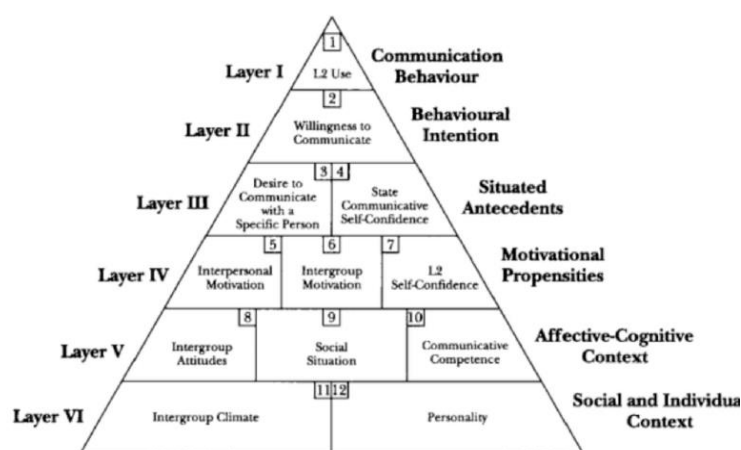 1
Layer I
L2 Use
Communication
Behaviour
2
Layer II
Willingness to
Communicate
Behavioural
Intention
3 4
Layer III
Desire to
Communicate
with a
Specific Person
State
Communicative
Self-Confidence
Situated
Antecedents
5 6 7
Layer IV
Interpersonal
Motivation
Intergroup
Motivation
L2
Self-Confidence
Motivational
Propensities
8 9 10
Layer V
Intergroup
Attitudes
Social
Situation
Communicative
Competence
Affective-Cognitive
Context
11 12
Layer VI
Intergroup Climate
Personality
Social and Individua
Context